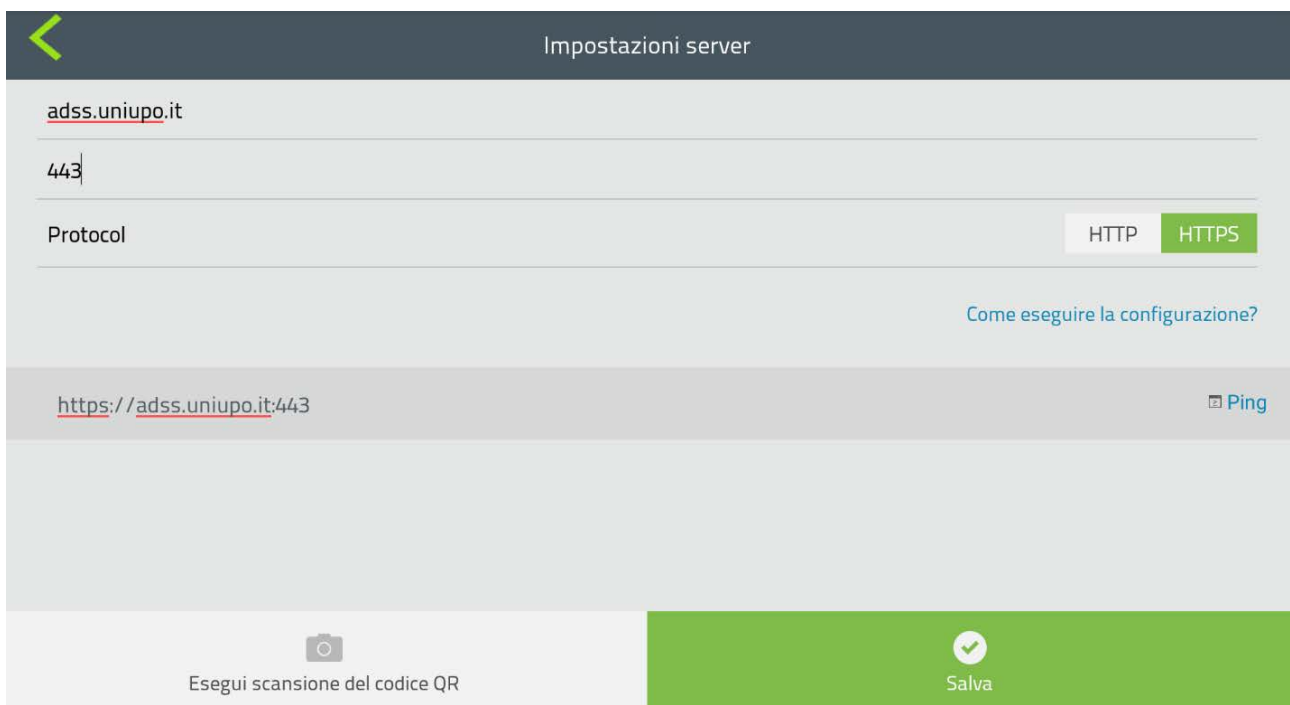 Impostazioni server
adss.uniupo.it
443
Protocol
HTTP HTTPS
Come eseguire la configurazione?
https://adss.uniupo.it:443
Ping
Esegui scansione del codice QR
Salva